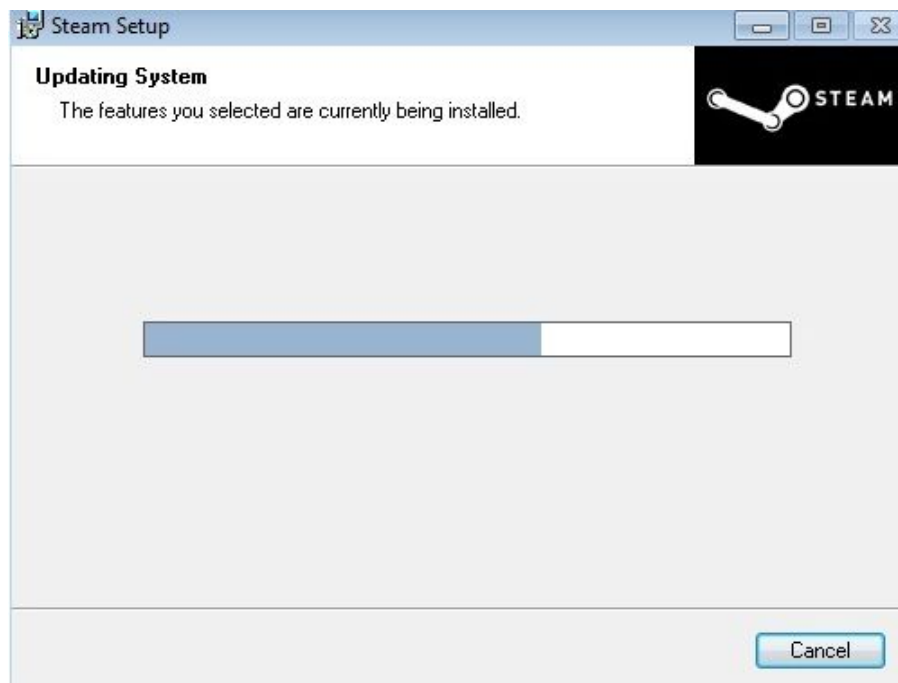 Steam Setup
Updating System
The features you selected are currently being installed.
STEAM
Cancel